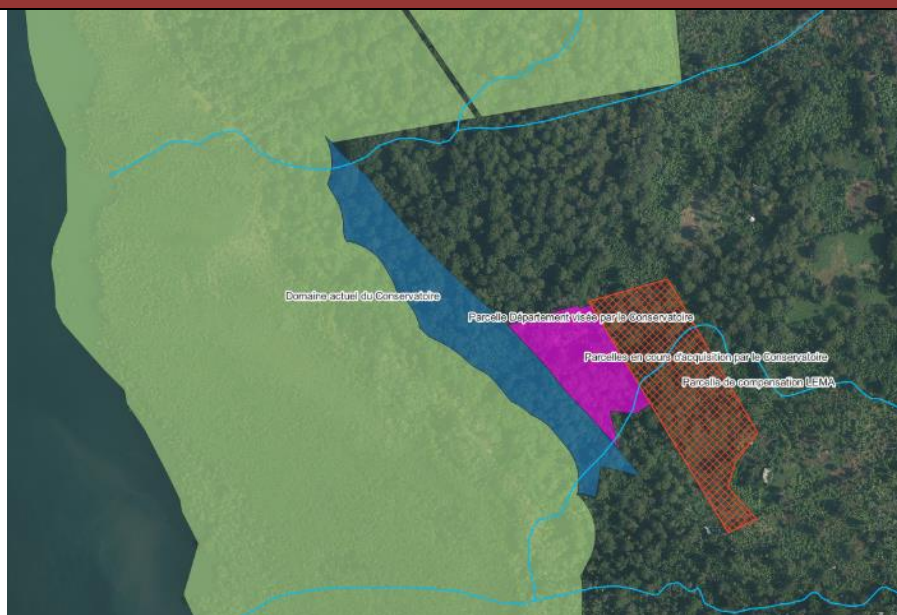 Domaine actuel du Conservatoire
Parcelle Département visée par le Conservatoire
Parcelles en cours d'acquisition par le Conservatoire
Parcelle de compensation LEMA